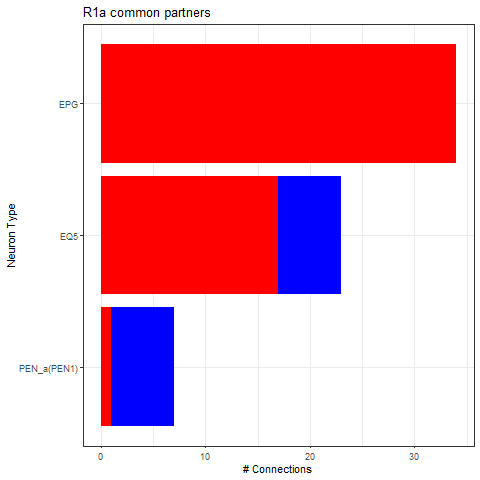 R1a common partners
Neuron Type
EPG
EQ5
PEN_a(PEN1)
0 10 20 30
# Connections